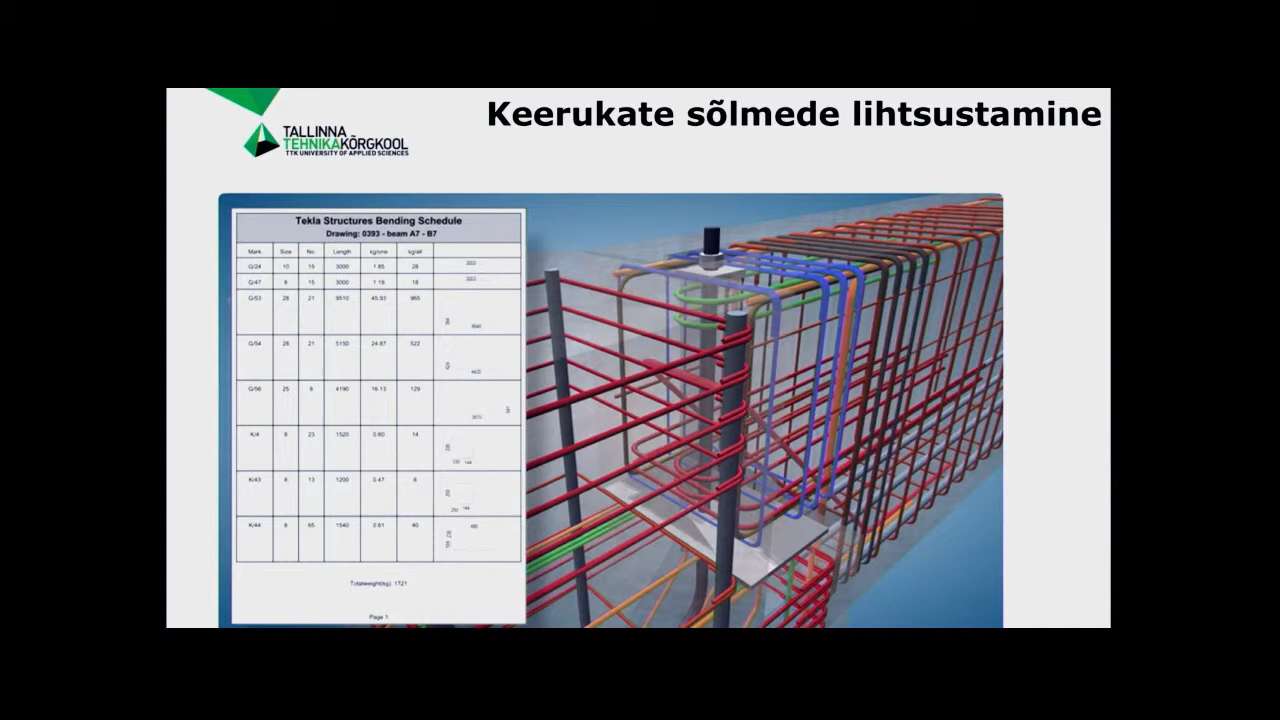 Keerukate sõlmede lihtsustamine
TALLINNA
TEHNIKAKÕRGKOOL
TTK UNIVERSITY OF APPLIED SCIENCES
Tekla Structures Bending Schedule
Drawing: 0393 - beam A7 - B7
Mark Size No. Length kg/one kg/all
G/24 10 15 3000 1.85 28
G/47 8 15 3000 1.19 18
G/53 28 21 9510 45.93 965
G/54 28 21 5150 24.87 522
G/56 25 8 4190 16.13 129
K/4 8 23 1520 0.60 14
K/43 8 13 1200 0.47 6
K/44 8 65 1540 0.61 40
Totalweight(kg): 1721
Page 1